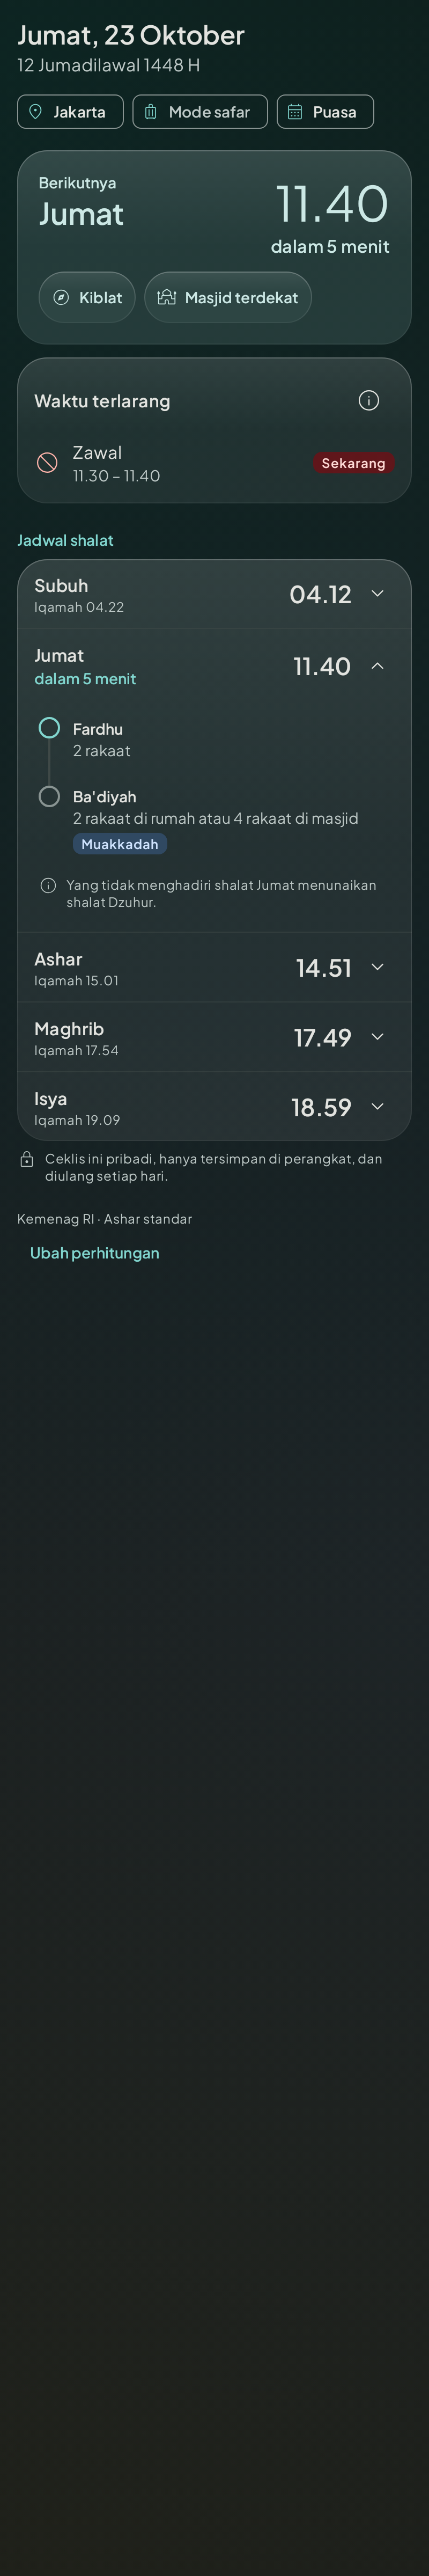 Jumat, 23 Oktober
12 Jumadilawal 1448 H
Jakarta
Mode safar
Puasa
Berikutnya
Jumat
11.40
dalam 5 menit
Kiblat
Masjid terdekat
Waktu terlarang
Zawal
11.30 – 11.40
Sekarang
Jadwal shalat
Subuh
Iqamah 04.22
04.12
Jumat
dalam 5 menit
11.40
Fardhu
2 rakaat
Ba'diyah
2 rakaat di rumah atau 4 rakaat di masjid
Muakkadah
Yang tidak menghadiri shalat Jumat menunaikan
shalat Dzuhur.
Ashar
Iqamah 15.01
14.51
Maghrib
Iqamah 17.54
17.49
Isya
Iqamah 19.09
18.59
Ceklis ini pribadi, hanya tersimpan di perangkat, dan
diulang setiap hari.
Kemenag RI · Ashar standar
Ubah perhitungan